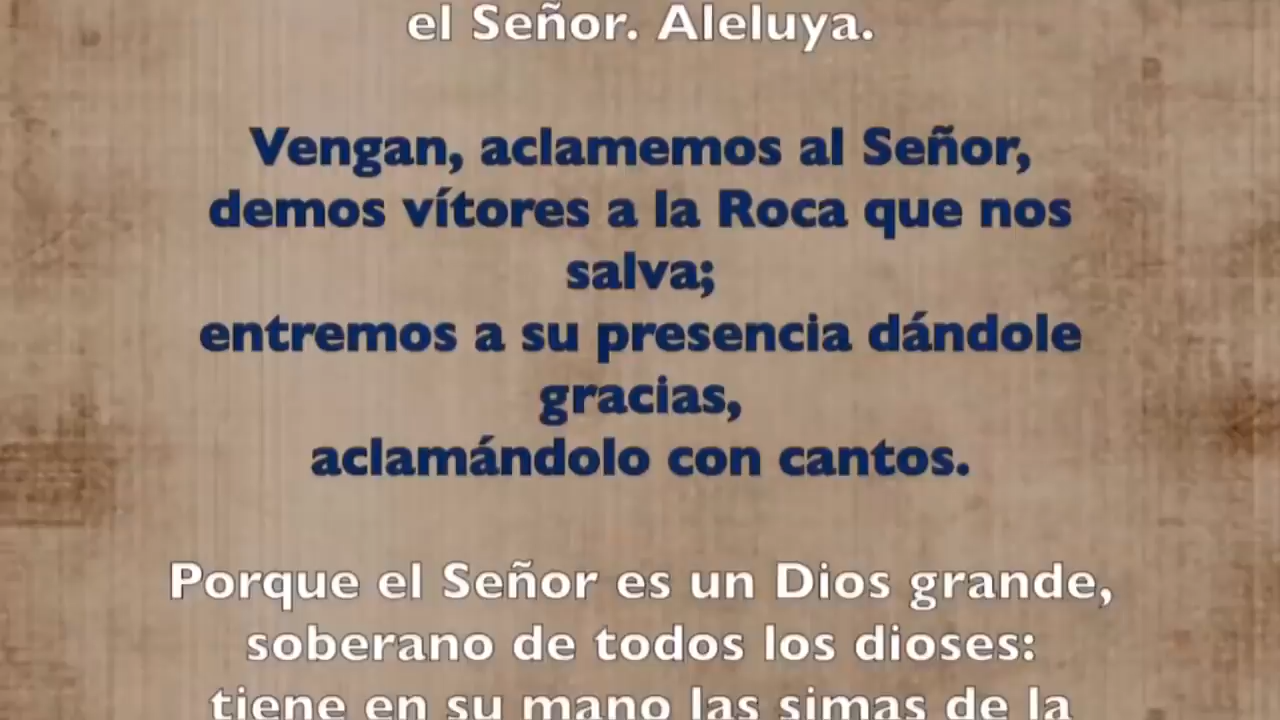 el Señor. Aleluya.
Vengan, aclamemos al Señor,
demos vítores a la Roca que nos
salva;
entremos a su presencia dándole
gracias,
aclamándolo con cantos.
Porque el Señor es un Dios grande,
soberano de todos los dioses:
tiene en su mano las simas de la